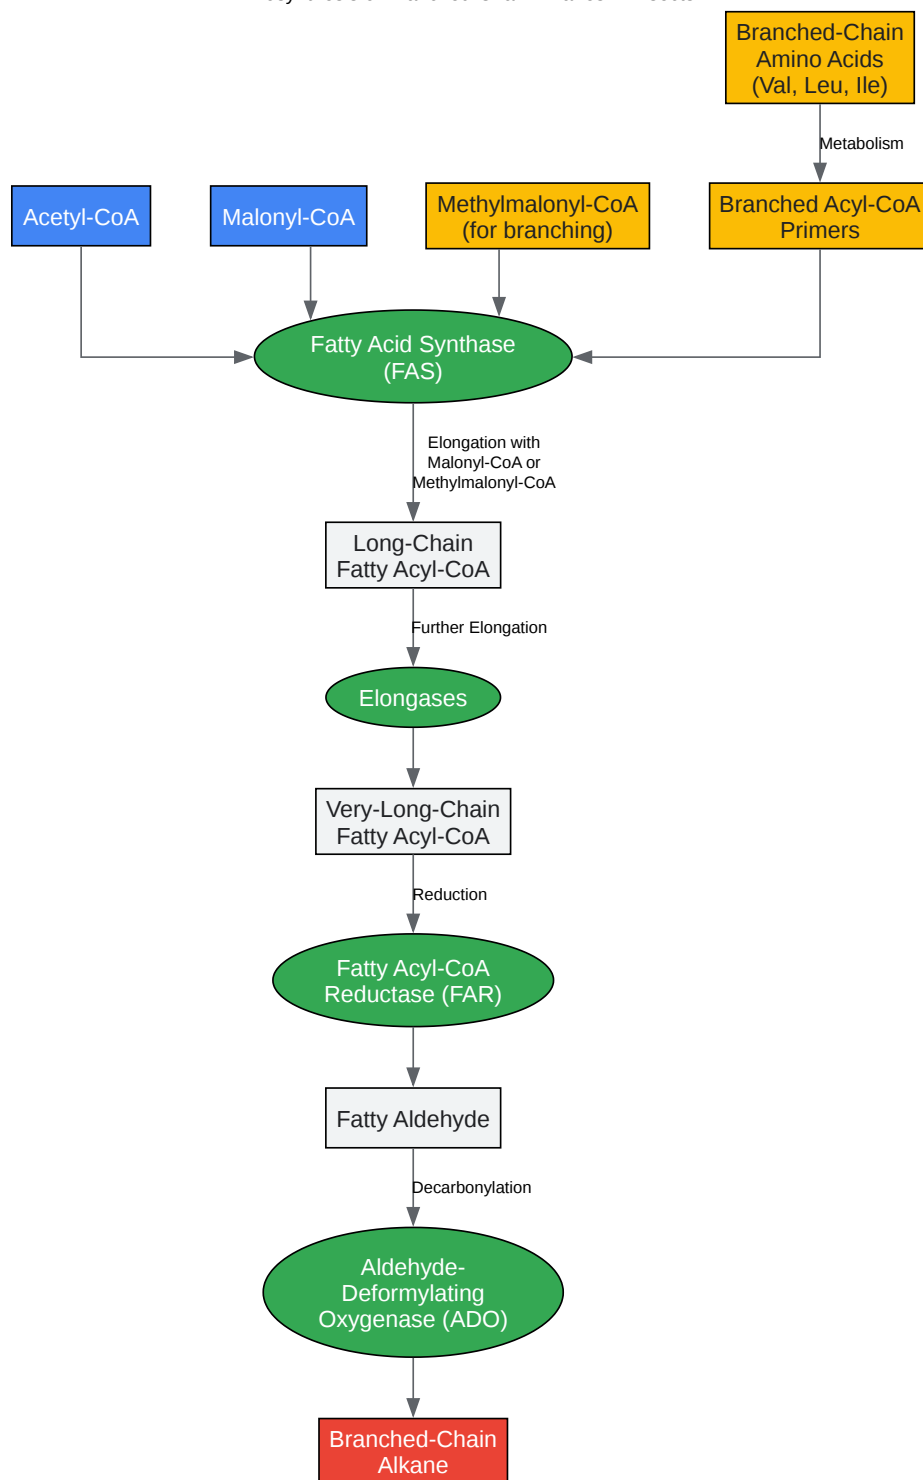 Branched-Chain
Amino Acids
(Val, Leu, Ile)
Metabolism
Acetyl-CoA
Malonyl-CoA
Methylmalonyl-CoA
(for branching)
Branched Acyl-CoA
Primers
Fatty Acid Synthase
(FAS)
Elongation with
Malonyl-CoA or
Methylmalonyl-CoA
Long-Chain
Fatty Acyl-CoA
Further Elongation
Elongases
Very-Long-Chain
Fatty Acyl-CoA
Reduction
Fatty Acyl-CoA
Reductase (FAR)
Fatty Aldehyde
Decarbonylation
Aldehyde-
Deformylating
Oxygenase (ADO)
Branched-Chain
Alkane